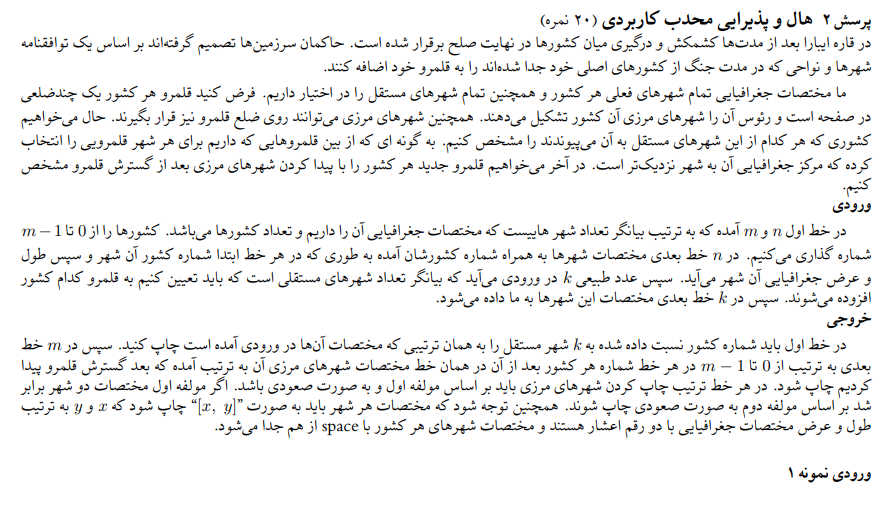 پرسش ۲ هال و پذیرایی محدب کاربردی (۲۰ نمره)
در قاره ایبارا بعد از مدت‌ها کشمکش و درگیری میان کشورها در نهایت صلح برقرار شده است. حاکمان سرزمین‌ها تصمیم گرفته‌اند بر اساس یک توافقنامه
شهرها و نواحی که در مدت جنگ از کشورهای اصلی خود جدا شده‌اند را به قلمرو خود اضافه کنند.
ما مختصات جغرافیایی تمام شهرهای فعلی هر کشور و همچنین تمام شهرهای مستقل را در اختیار داریم. فرض کنید قلمرو هر کشور یک چندضلعی
در صفحه است و رئوس آن را شهرهای مرزی آن کشور تشکیل می‌دهند. همچنین شهرهای مرزی می‌توانند روی ضلع قلمرو نیز قرار بگیرند. حال می‌خواهیم
کشوری که هر کدام از این شهرهای مستقل به آن می‌پیوندند را مشخص کنیم. به گونه ای که از بین قلمروهایی که داریم برای هر شهر قلمرویی را انتخاب
کرده که مرکز جغرافیایی آن به شهر نزدیک‌تر است. در آخر می‌خواهیم قلمرو جدید هر کشور را با پیدا کردن شهرهای مرزی بعد از گسترش قلمرو مشخص
کنیم.
ورودی
در خط اول n و m آمده که به ترتیب بیانگر تعداد شهر هاییست که مختصات جغرافیایی آن را داریم و تعداد کشورها می‌باشد. کشورها را از 0 تا m − 1
شماره گذاری می‌کنیم. در n خط بعدی مختصات شهرها به همراه شماره کشورشان آمده به طوری که در هر خط ابتدا شماره کشور آن شهر و سپس طول
و عرض جغرافیایی آن شهر می‌آید. سپس عدد طبیعی k در ورودی می‌آید که بیانگر تعداد شهرهای مستقلی است که باید تعیین کنیم به قلمرو کدام کشور
افزوده می‌شوند. سپس در k خط بعدی مختصات این شهرها به ما داده می‌شود.
خروجی
در خط اول باید شماره کشور نسبت داده شده به k شهر مستقل را به همان ترتیبی که مختصات آن‌ها در ورودی آمده است چاپ کنید. سپس در m خط
بعدی به ترتیب از 0 تا m − 1 در هر خط شماره هر کشور بعد از آن در همان خط مختصات شهرهای مرزی آن به ترتیب آمده که بعد گسترش قلمرو پیدا
کردیم چاپ شود. در هر خط ترتیب چاپ کردن شهرهای مرزی باید بر اساس مولفه اول و به صورت صعودی باشد. اگر مولفه اول مختصات دو شهر برابر
شد بر اساس مولفه دوم به صورت صعودی چاپ شوند. همچنین توجه شود که مختصات هر شهر باید به صورت ”[x, y]“ چاپ شود که x و y به ترتیب
طول و عرض مختصات جغرافیایی با دو رقم اعشار هستند و مختصات شهرهای هر کشور با space از هم جدا می‌شود.
ورودی نمونه ۱